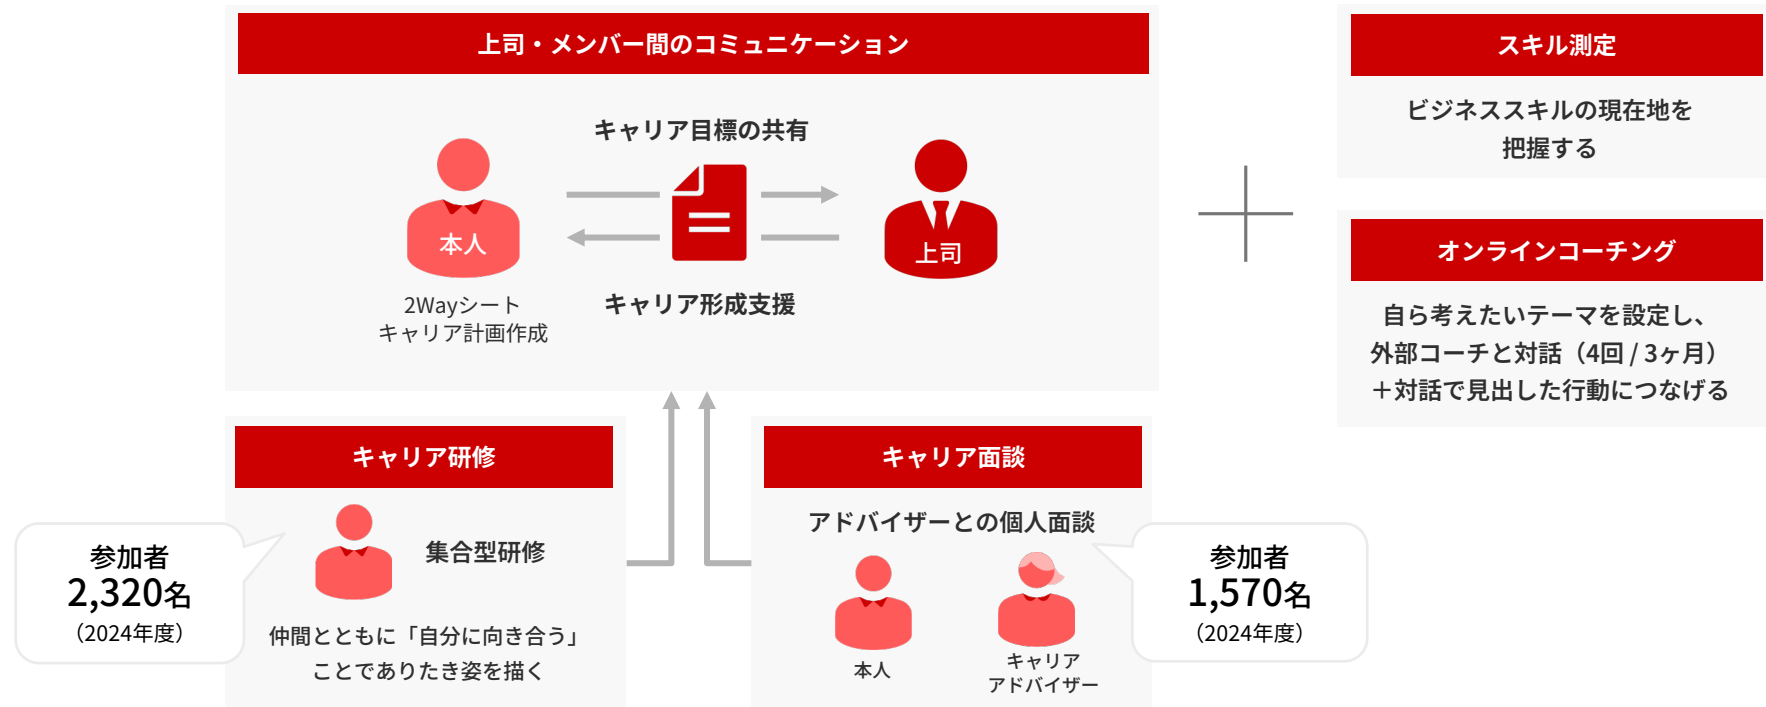 上司・メンバー間のコミュニケーション
キャリア目標の共有
本人
上司
2Wayシート
キャリア計画作成
キャリア形成支援
スキル測定
ビジネススキルの現在地を
把握する
オンラインコーチング
自ら考えたいテーマを設定し、
外部コーチと対話（4回 / 3ヶ月）
＋対話で見出した行動につなげる
キャリア研修
集合型研修
仲間とともに「自分に向き合う」
ことでありたき姿を描く
参加者
2,320名
（2024年度）
キャリア面談
アドバイザーとの個人面談
本人
キャリア
アドバイザー
参加者
1,570名
（2024年度）